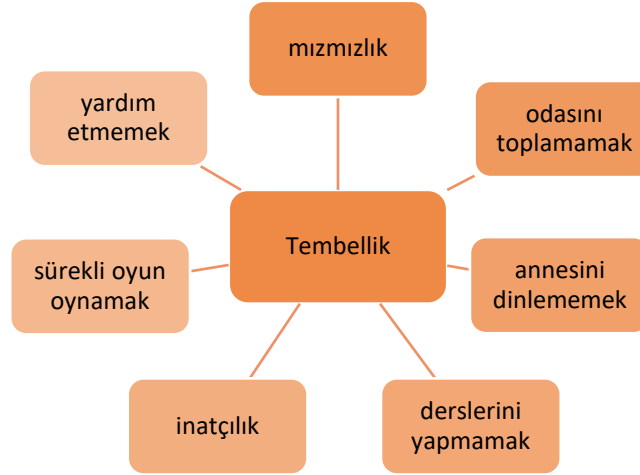 mızmızlık
odasını
toplamamak
annesini
dinlememek
derslerini
yapmamak
inatçılık
sürekli oyun
oynamak
yardım
etmemek
Tembellik